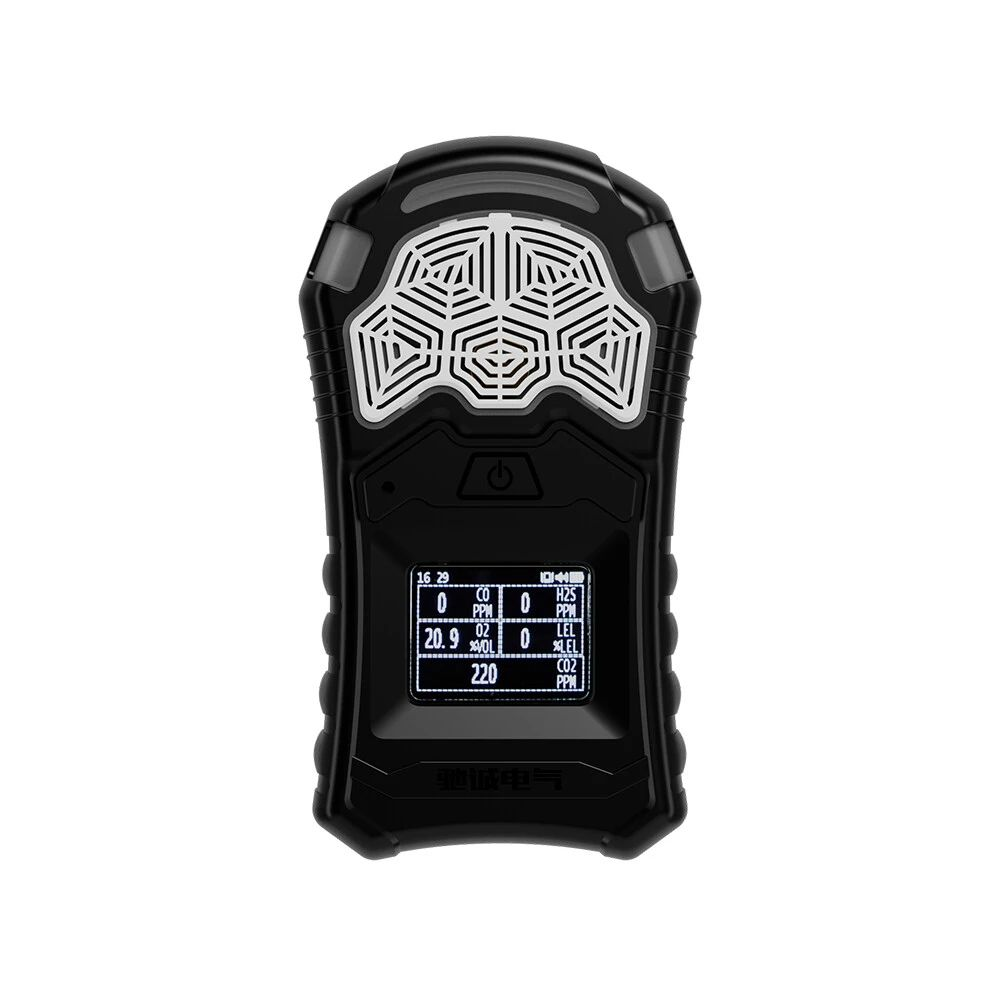 16 29
0 CO PPM 0 H2S PPM
20.9 O2 %VOL 0 LEL %LEL
220 CO2 PPM
驰诚电气